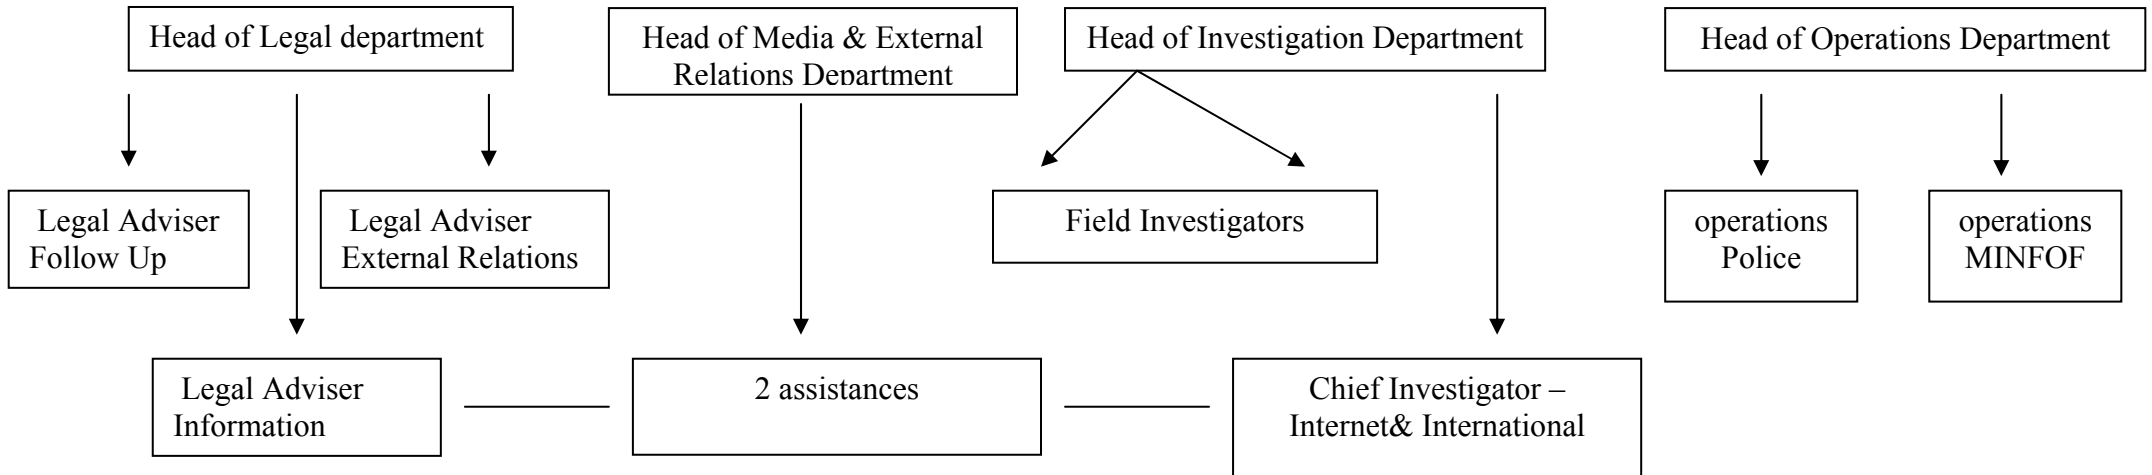 Head of Legal department
Head of Media & External
Relations Department
Head of Investigation Department
Head of Operations Department
Legal Adviser
Follow Up
Legal Adviser
External Relations
Field Investigators
operations
Police
operations
MINFOF
Legal Adviser
Information
2 assistances
Chief Investigator –
Internet& International